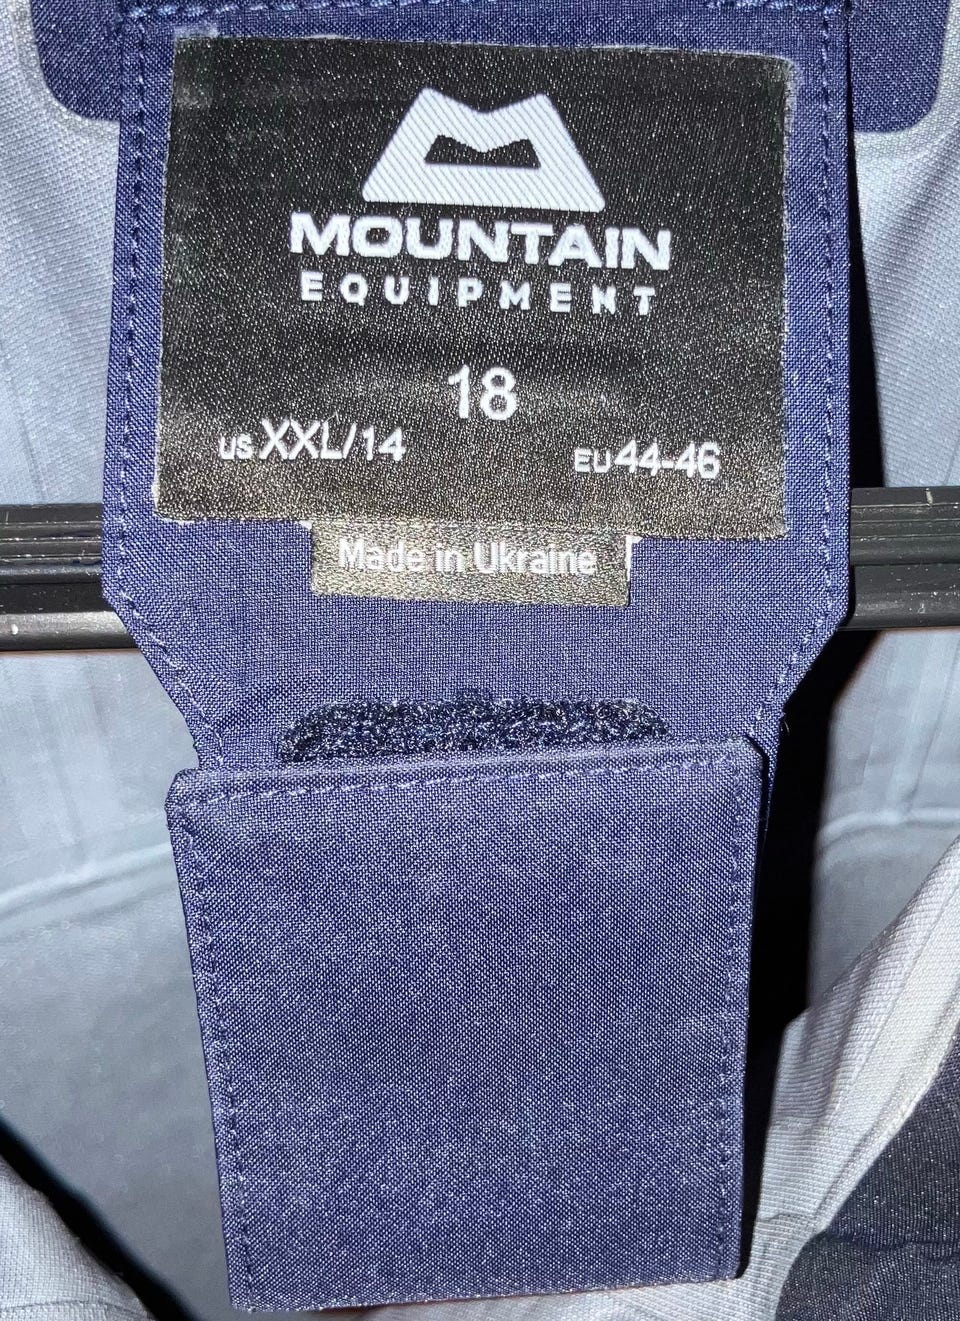 MOUNTAIN
EQUIPMENT
18
US XXL/14 EU 44-46
Made in Ukraine